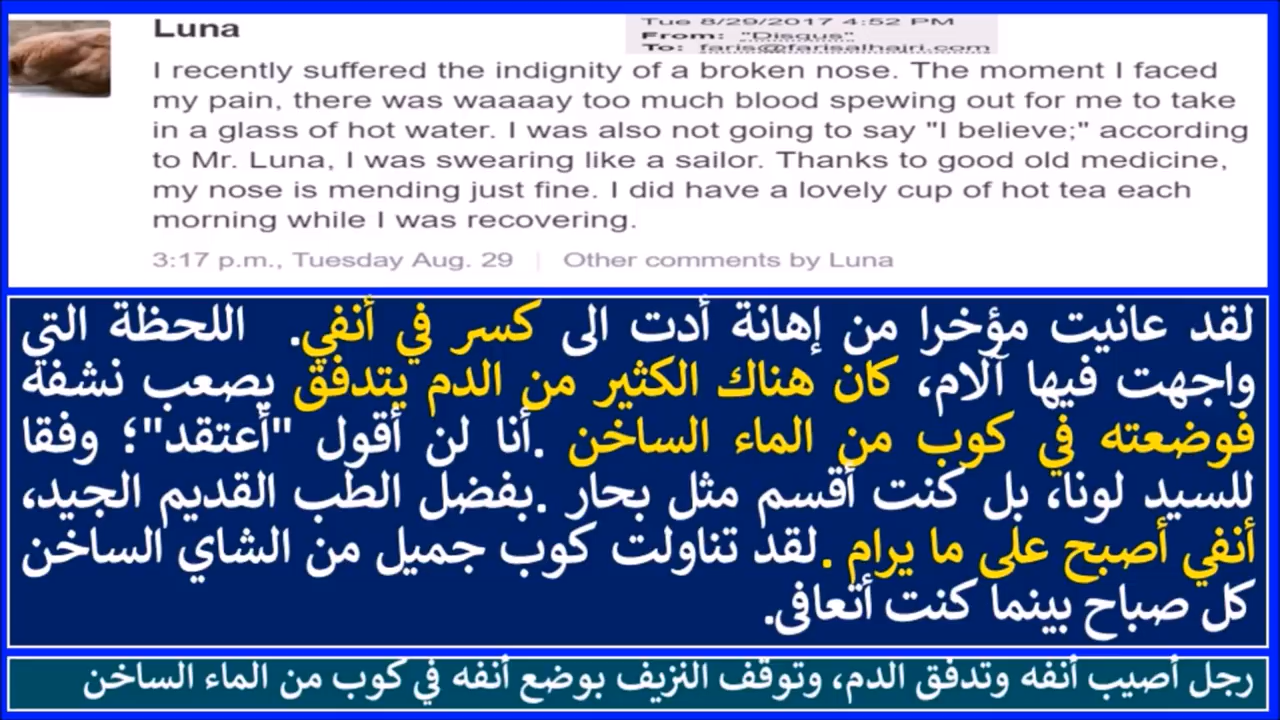 Luna
Tue 8/29/2017 4:52 PM
From: "Disqus"
To: faris@farisalhajri.com
I recently suffered the indignity of a broken nose. The moment I faced
my pain, there was waaaay too much blood spewing out for me to take
in a glass of hot water. I was also not going to say "I believe;" according
to Mr. Luna, I was swearing like a sailor. Thanks to good old medicine,
my nose is mending just fine. I did have a lovely cup of hot tea each
morning while I was recovering.
3:17 p.m., Tuesday Aug. 29 | Other comments by Luna
لقد عانيت مؤخرا من إهانة أدت الى كسر في أنفي. اللحظة التي
واجهت فيها آلام، كان هناك الكثير من الدم يتدفق يصعب نشفه
فوضعته في كوب من الماء الساخن .أنا لن أقول "أعتقد"؛ وفقا
للسيد لونا، بل كنت أقسم مثل بحار .بفضل الطب القديم الجيد،
أنفي أصبح على ما يرام .لقد تناولت كوب جميل من الشاي الساخن
كل صباح بينما كنت أتعافى.
رجل أصيب أنفه وتدفق الدم، وتوقف النزيف بوضع أنفه في كوب من الماء الساخن